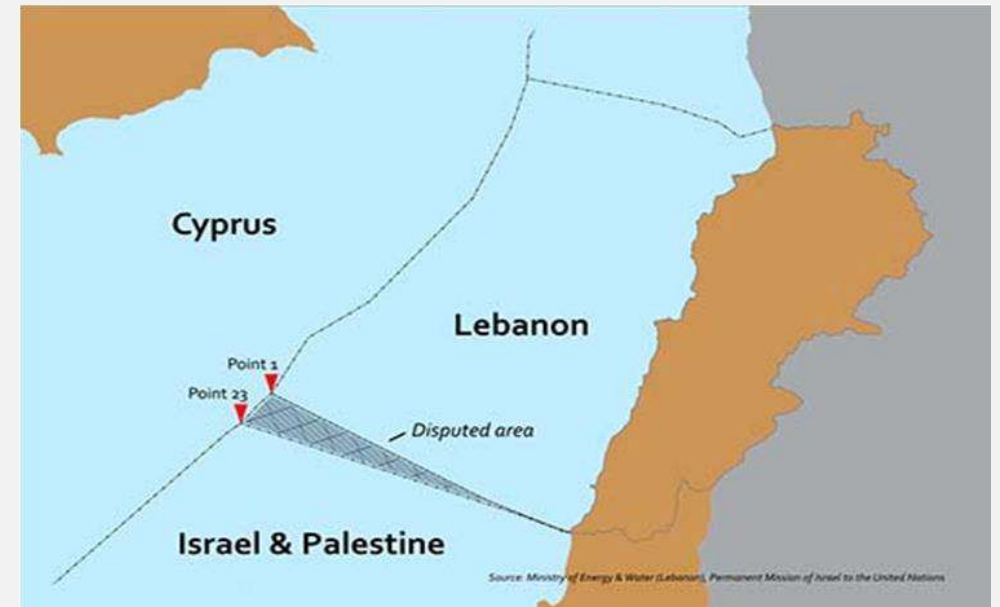 Cyprus
Lebanon
Point 1
Point 23
Disputed area
Israel & Palestine
Source: Ministry of Energy & Water (Lebanon), Permanent Mission of Israel to the United Nations